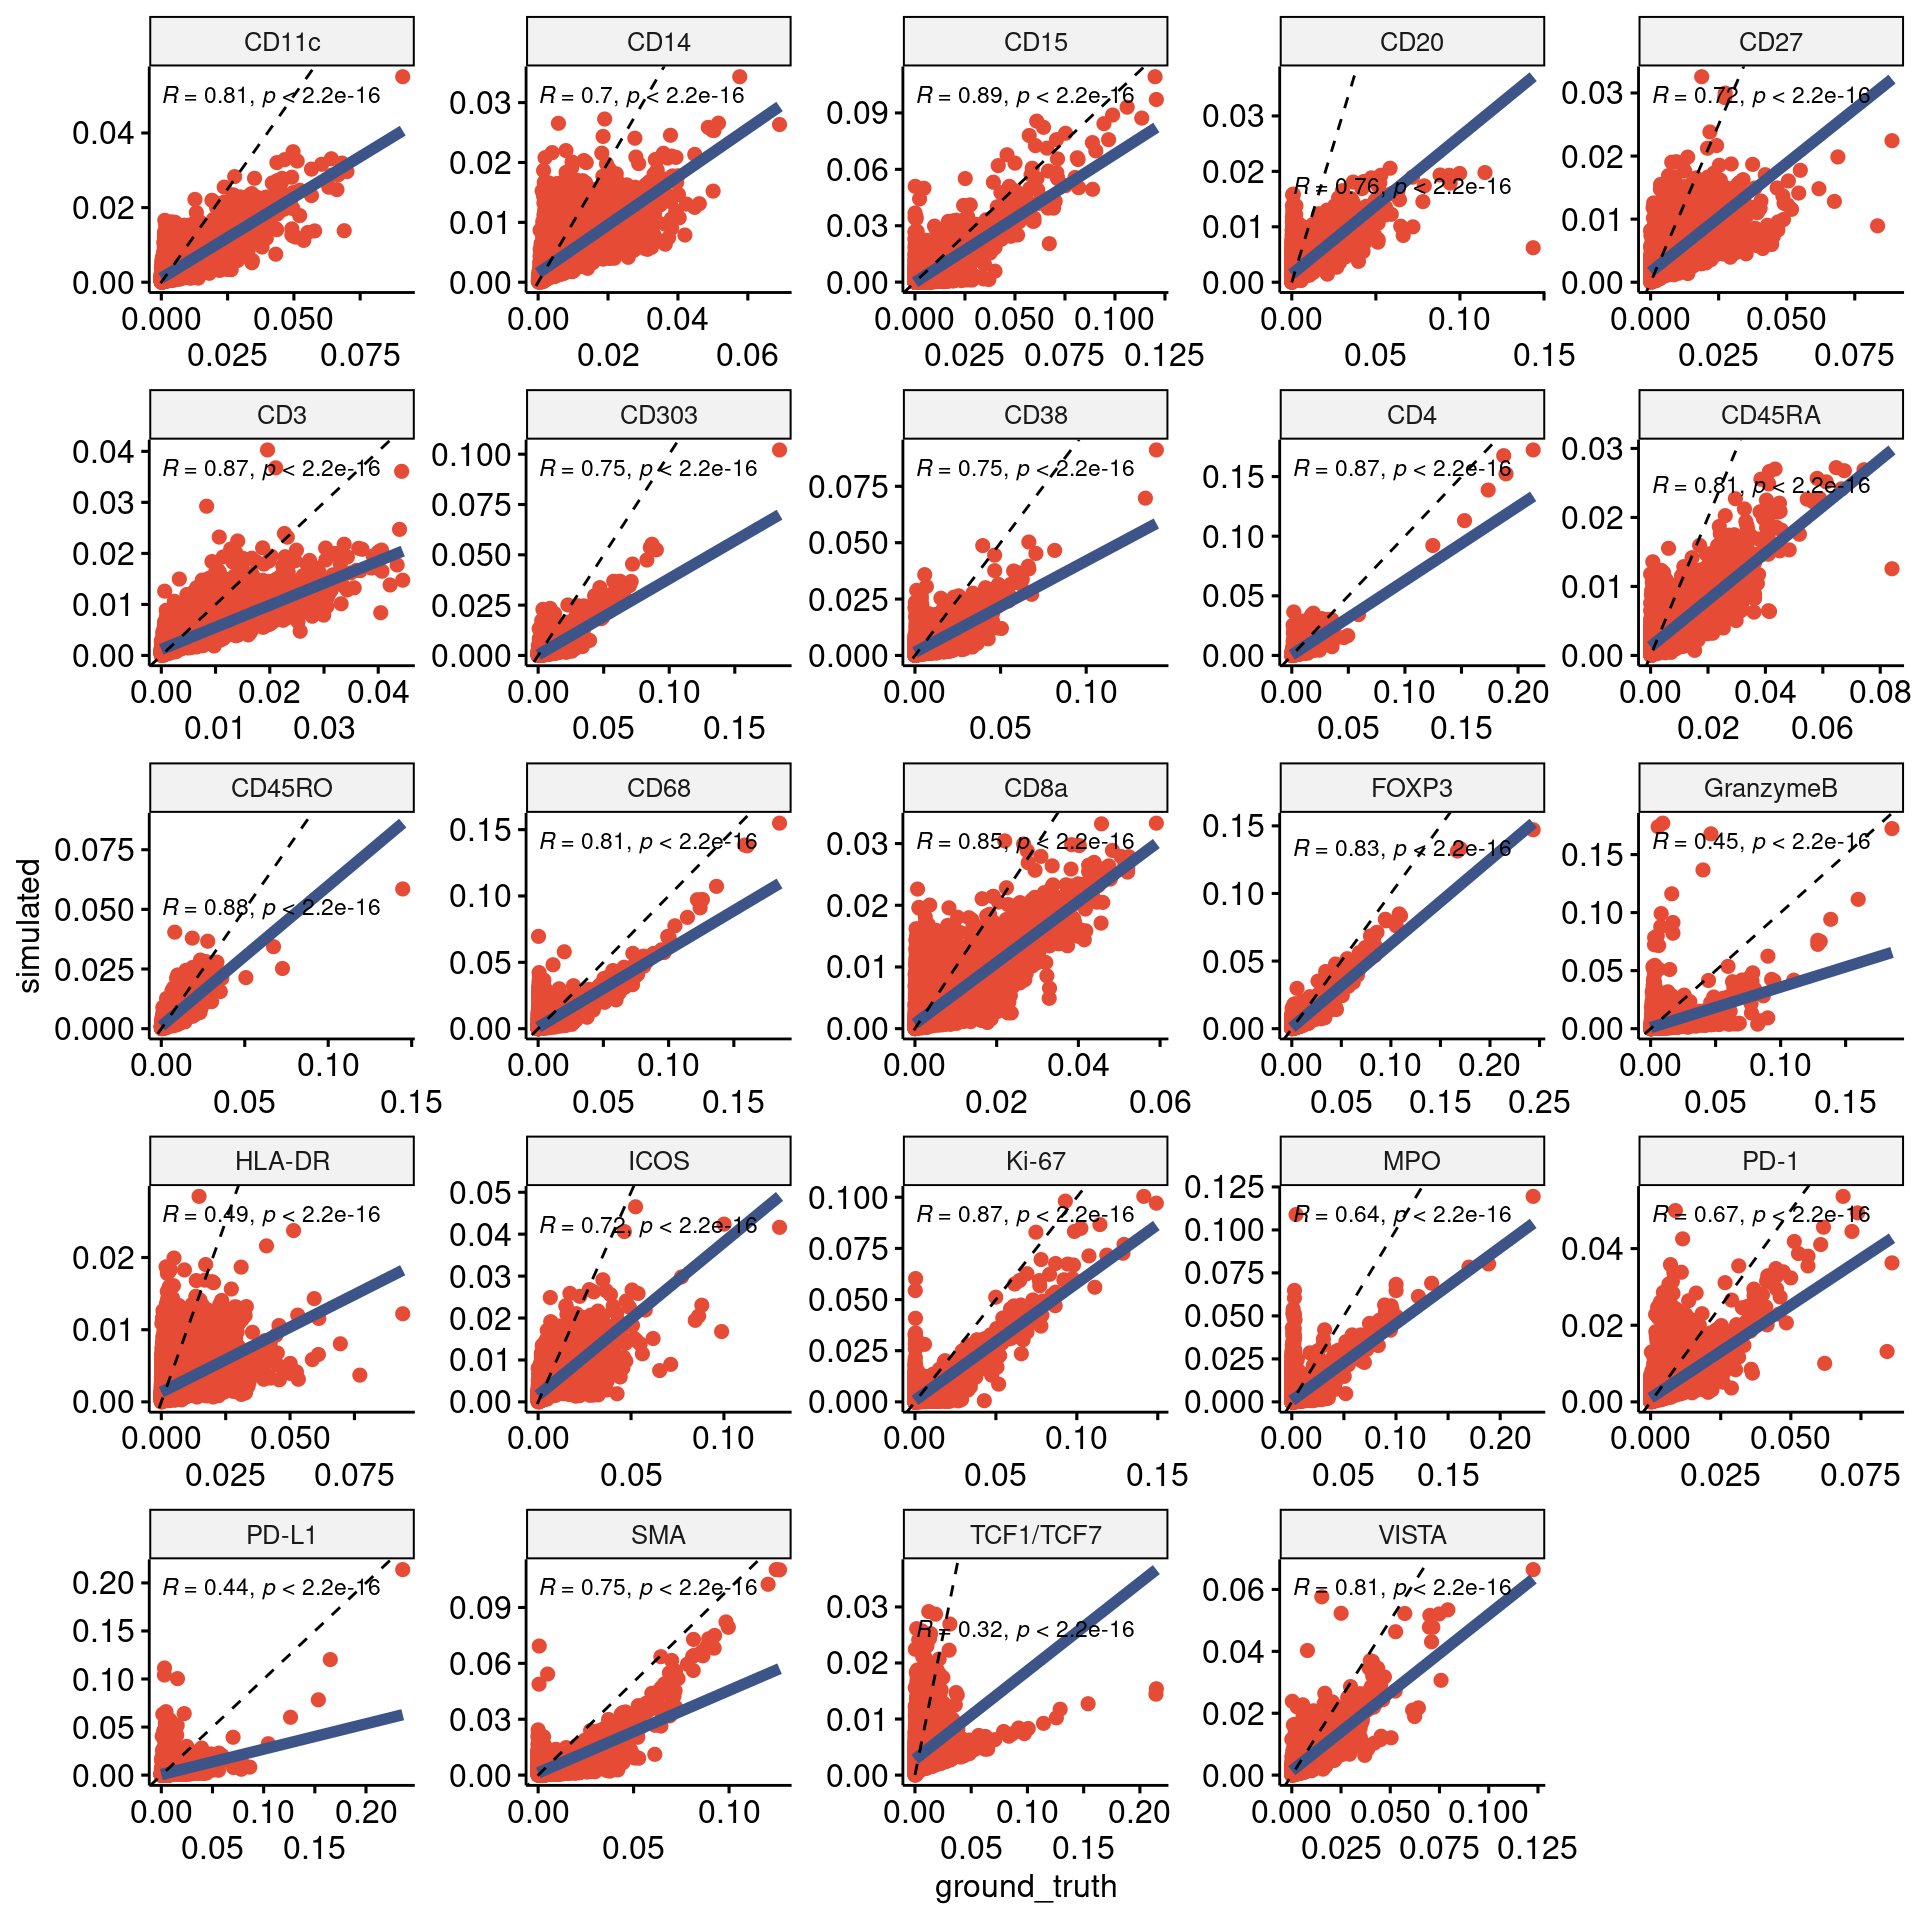 CD11c CD14 CD15 CD20 CD27
R = 0.81, p < 2.2e-16 R = 0.7, p < 2.2e-16 R = 0.89, p < 2.2e-16 R = 0.76, p < 2.2e-16 R = 0.72, p < 2.2e-16
0.04 0.02 0.00
0.03 0.02 0.01 0.00
0.09 0.06 0.03 0.00
0.03 0.02 0.01 0.00
0.03 0.02 0.01 0.00
0.000 0.050 0.00 0.04 0.000 0.050 0.100 0.00 0.10 0.000 0.050
0.025 0.075 0.02 0.06 0.025 0.075 0.125 0.05 0.15 0.025 0.075
CD3 CD303 CD38 CD4 CD45RA
R = 0.87, p < 2.2e-16 R = 0.75, p < 2.2e-16 R = 0.75, p < 2.2e-16 R = 0.87, p < 2.2e-16 R = 0.81, p < 2.2e-16
0.04 0.03 0.02 0.01 0.00
0.100 0.075 0.050 0.025 0.000
0.075 0.050 0.025 0.000
0.15 0.10 0.05 0.00
0.03 0.02 0.01 0.00
0.00 0.02 0.04 0.00 0.10 0.00 0.10 0.00 0.10 0.20 0.00 0.04 0.08
0.01 0.03 0.05 0.15 0.05 0.05 0.15 0.02 0.06
CD45RO CD68 CD8a FOXP3 GranzymeB
R = 0.88, p < 2.2e-16 R = 0.81, p < 2.2e-16 R = 0.85, p < 2.2e-16 R = 0.83, p < 2.2e-16 R = 0.45, p < 2.2e-16
simulated
0.075 0.050 0.025 0.000
0.15 0.10 0.05 0.00
0.03 0.02 0.01 0.00
0.15 0.10 0.05 0.00
0.15 0.10 0.05 0.00
0.00 0.10 0.00 0.10 0.00 0.04 0.00 0.10 0.20 0.00 0.10
0.05 0.15 0.05 0.15 0.02 0.06 0.05 0.15 0.25 0.05 0.15
HLA-DR ICOS Ki-67 MPO PD-1
R = 0.49, p < 2.2e-16 R = 0.72, p < 2.2e-16 R = 0.87, p < 2.2e-16 R = 0.64, p < 2.2e-16 R = 0.67, p < 2.2e-16
0.02 0.01 0.00
0.05 0.04 0.03 0.02 0.01 0.00
0.100 0.075 0.050 0.025 0.000
0.125 0.100 0.075 0.050 0.025 0.000
0.04 0.02 0.00
0.000 0.050 0.00 0.10 0.00 0.10 0.00 0.10 0.20 0.000 0.050
0.025 0.075 0.05 0.05 0.15 0.05 0.15 0.025 0.075
PD-L1 SMA TCF1/TCF7 VISTA
R = 0.44, p < 2.2e-16 R = 0.75, p < 2.2e-16 R = 0.32, p < 2.2e-16 R = 0.81, p < 2.2e-16
0.20 0.15 0.10 0.05 0.00
0.09 0.06 0.03 0.00
0.03 0.02 0.01 0.00
0.06 0.04 0.02 0.00
0.00 0.10 0.20 0.00 0.10 0.00 0.10 0.20 0.000 0.050 0.100
0.05 0.15 0.05 0.05 0.15 0.025 0.075 0.125
ground_truth